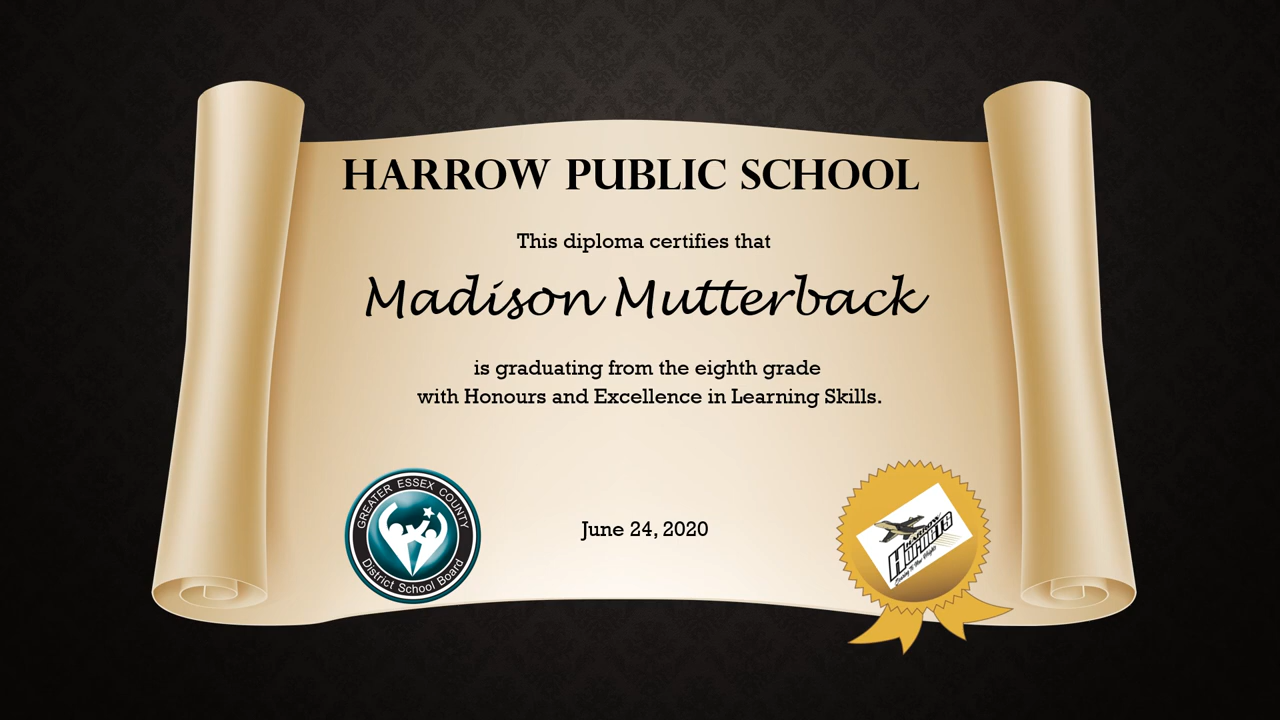 HARROW PUBLIC SCHOOL
This diploma certifies that
Madison Mutterback
is graduating from the eighth grade
with Honours and Excellence in Learning Skills.
GREATER ESSEX COUNTY
District School Board
June 24, 2020
HARROW
HORNETS